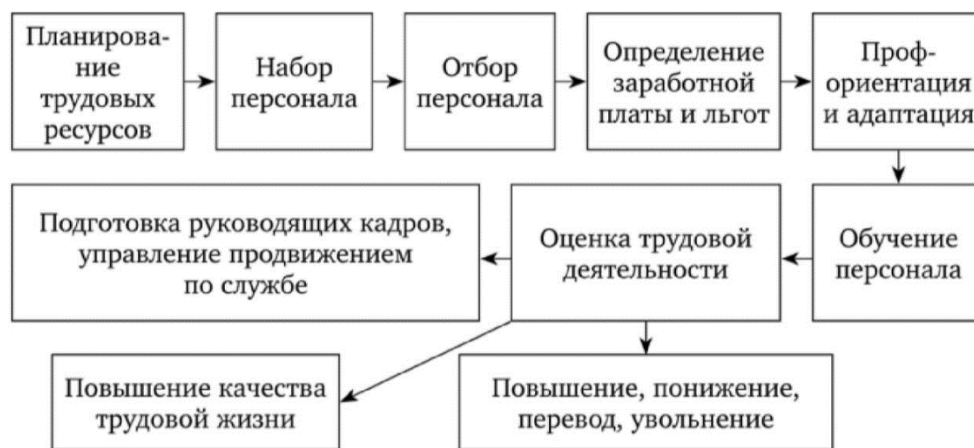 Планирова-
ние
трудовых
ресурсов
Набор
персонала
Отбор
персонала
Определение
заработной
платы и льгот
Проф-
ориентация
и адаптация
Подготовка руководящих кадров,
управление продвижением
по службе
Оценка трудовой
деятельности
Обучение
персонала
Повышение качества
трудовой жизни
Повышение, понижение,
перевод, увольнение